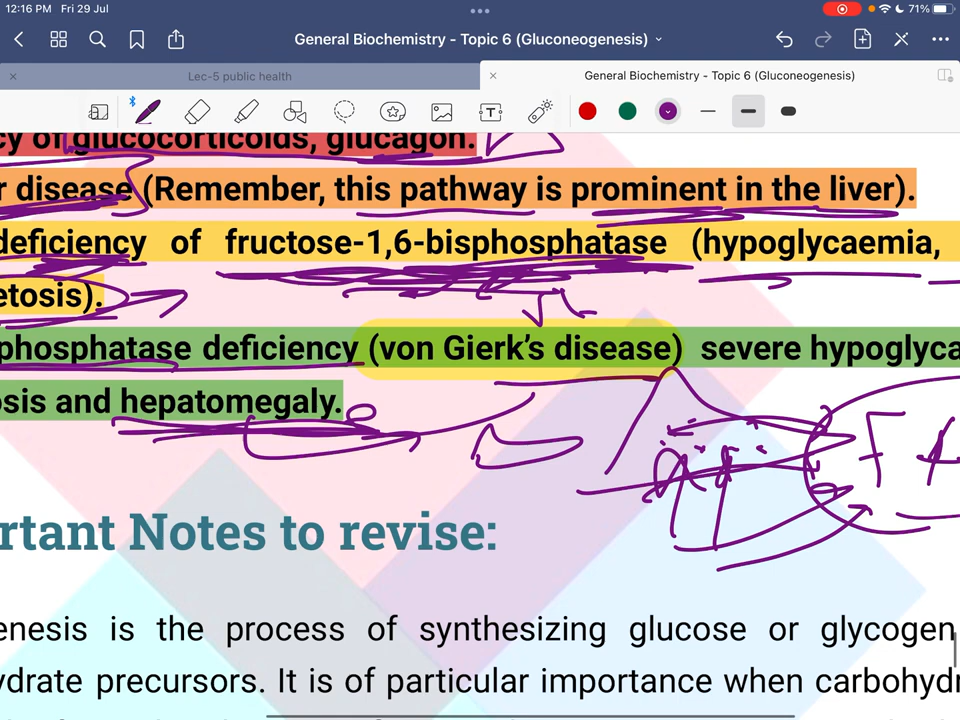 12:16 PM Fri 29 Jul
71%
General Biochemistry - Topic 6 (Gluconeogenesis)
Lec-5 public health
General Biochemistry - Topic 6 (Gluconeogenesis)
cy of glucocorticoids, glucagon.
r disease (Remember, this pathway is prominent in the liver).
deficiency of fructose-1,6-bisphosphatase (hypoglycaemia,
etosis).
phosphatase deficiency (von Gierk's disease) severe hypoglyca
osis and hepatomegaly.
rtant Notes to revise:
enesis is the process of synthesizing glucose or glycogen
ydrate precursors. It is of particular importance when carbohydr